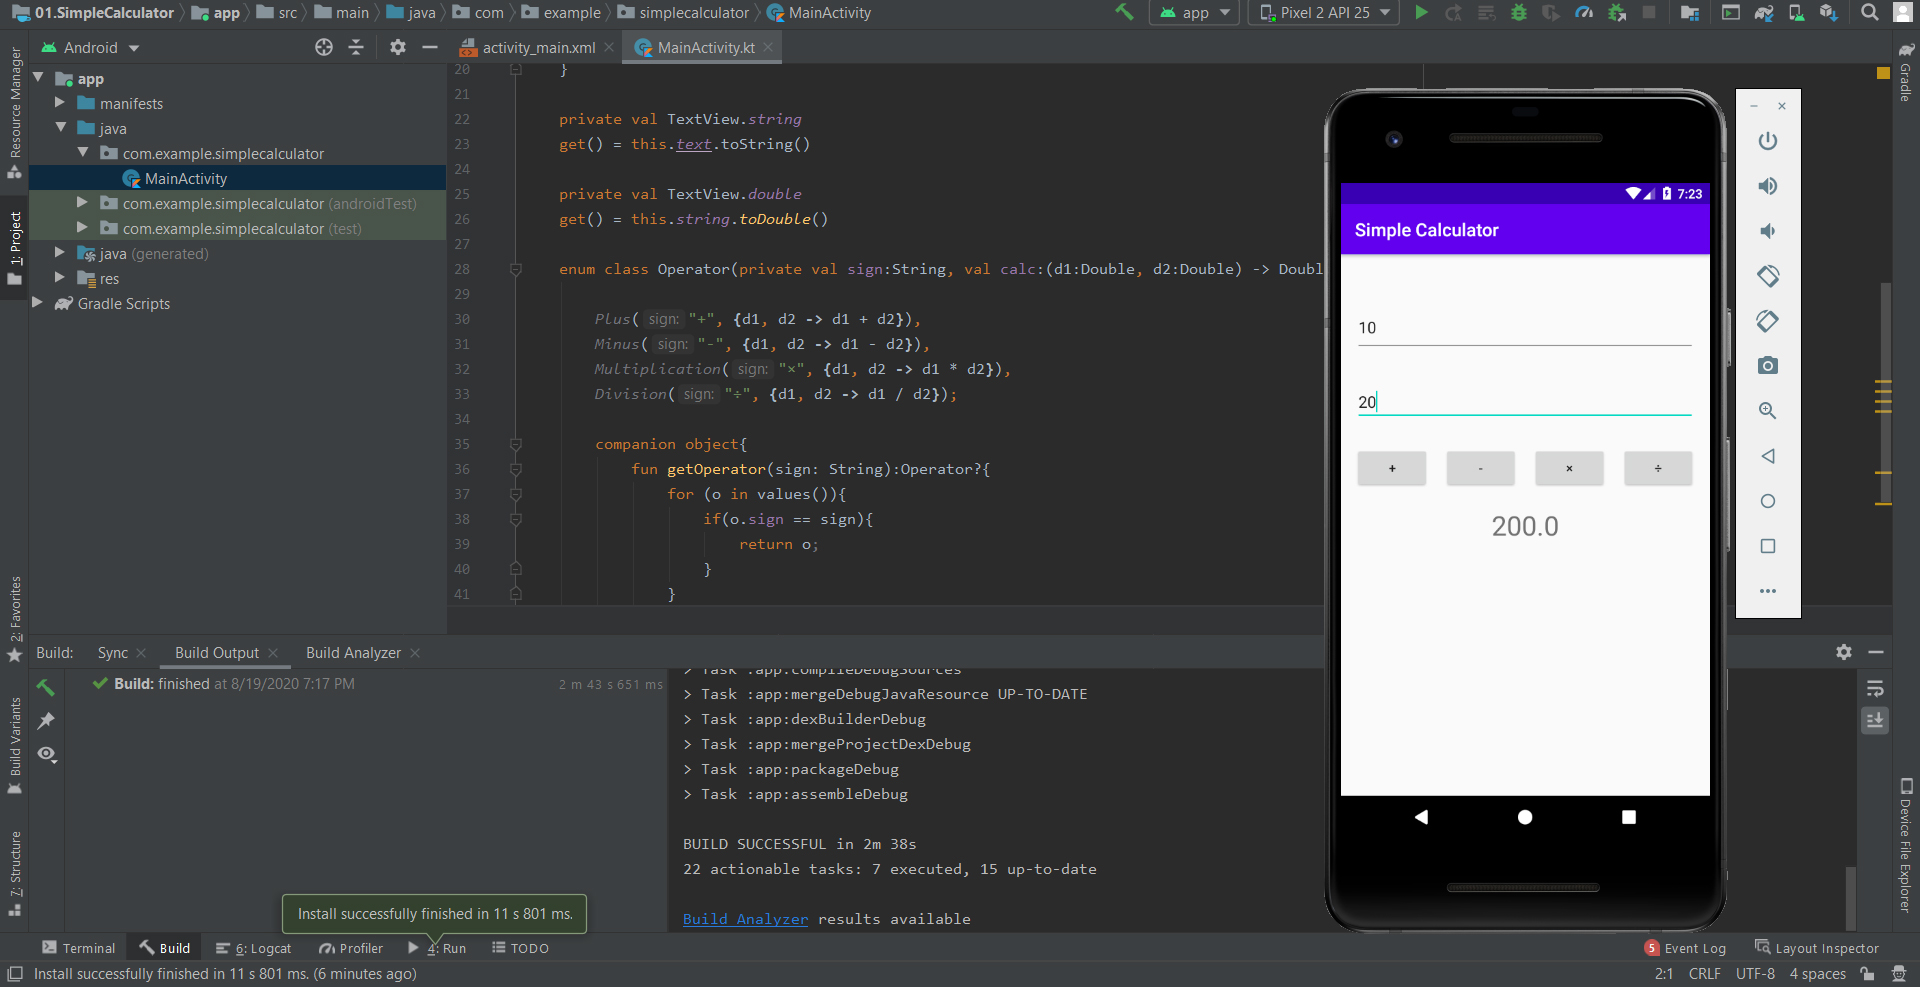 01.SimpleCalculator app src main java com example simplecalculator MainActivity
app Pixel 2 API 25
Android
activity_main.xml MainActivity.kt
Resource Manager
1: Project
2: Favorites
Build Variants
7: Structure
app
manifests
java
com.example.simplecalculator
MainActivity
com.example.simplecalculator (androidTest)
com.example.simplecalculator (test)
java (generated)
res
Gradle Scripts
20 }
21
22 private val TextView.string
23 get() = this.text.toString()
24
25 private val TextView.double
26 get() = this.string.toDouble()
27
28 enum class Operator(private val sign:String, val calc:(d1:Double, d2:Double) -> Doubl
29
30 Plus( sign: "+", {d1, d2 -> d1 + d2}),
31 Minus( sign: "-", {d1, d2 -> d1 - d2}),
32 Multiplication( sign: "×", {d1, d2 -> d1 * d2}),
33 Division( sign: "÷", {d1, d2 -> d1 / d2});
34
35 companion object{
36 fun getOperator(sign: String):Operator?{
37 for (o in values()){
38 if(o.sign == sign){
39 return o;
40 }
41 }
7:23
Simple Calculator
10
20
+ - × ÷
200.0
Gradle
Device File Explorer
Build: Sync Build Output Build Analyzer
Build: finished at 8/19/2020 7:17 PM 2 m 43 s 651 ms
> Task :app:compileDebugSources
> Task :app:mergeDebugJavaResource UP-TO-DATE
> Task :app:dexBuilderDebug
> Task :app:mergeProjectDexDebug
> Task :app:packageDebug
> Task :app:assembleDebug
BUILD SUCCESSFUL in 2m 38s
22 actionable tasks: 7 executed, 15 up-to-date
Build Analyzer results available
Install successfully finished in 11 s 801 ms.
Terminal Build 6: Logcat Profiler 4: Run TODO 5 Event Log Layout Inspector
Install successfully finished in 11 s 801 ms. (6 minutes ago) 2:1 CRLF UTF-8 4 spaces